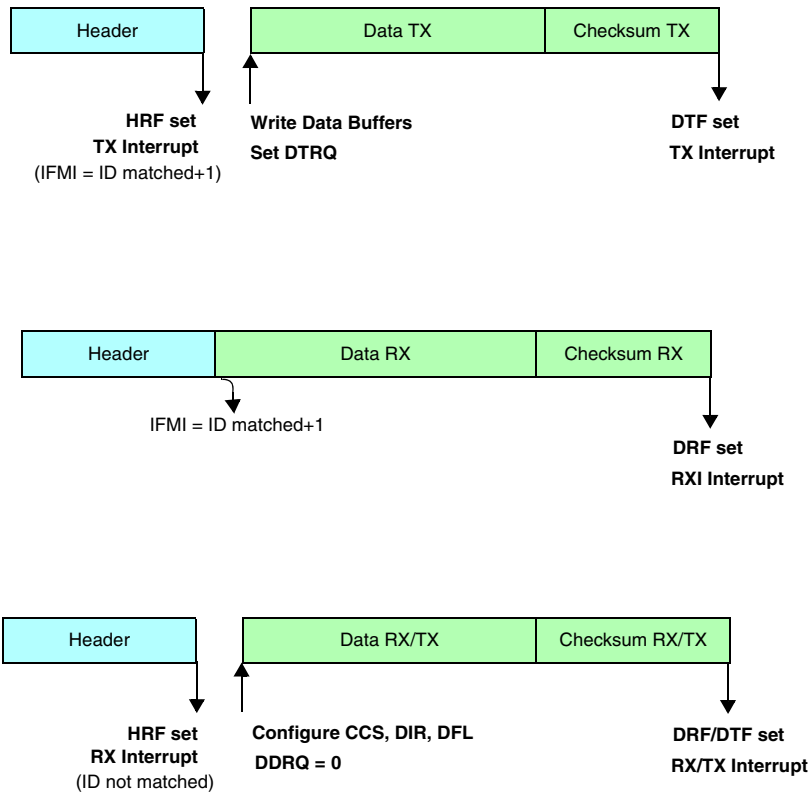 Header
Data TX
Checksum TX
HRF set
TX Interrupt
(IFMI = ID matched+1)
Write Data Buffers
Set DTRQ
DTF set
TX Interrupt
Header
Data RX
Checksum RX
IFMI = ID matched+1
DRF set
RXI Interrupt
Header
Data RX/TX
Checksum RX/TX
HRF set
RX Interrupt
(ID not matched)
Configure CCS, DIR, DFL
DDRQ = 0
DRF/DTF set
RX/TX Interrupt